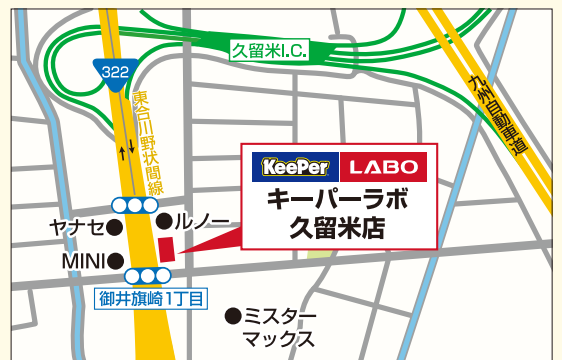 久留米I.C.
322
九州自動車道
東合川野伏間線
KeePer LABO
キーパーラボ
久留米店
ヤナセ
ルノー
MINI
御井旗崎1丁目
ミスター
マックス